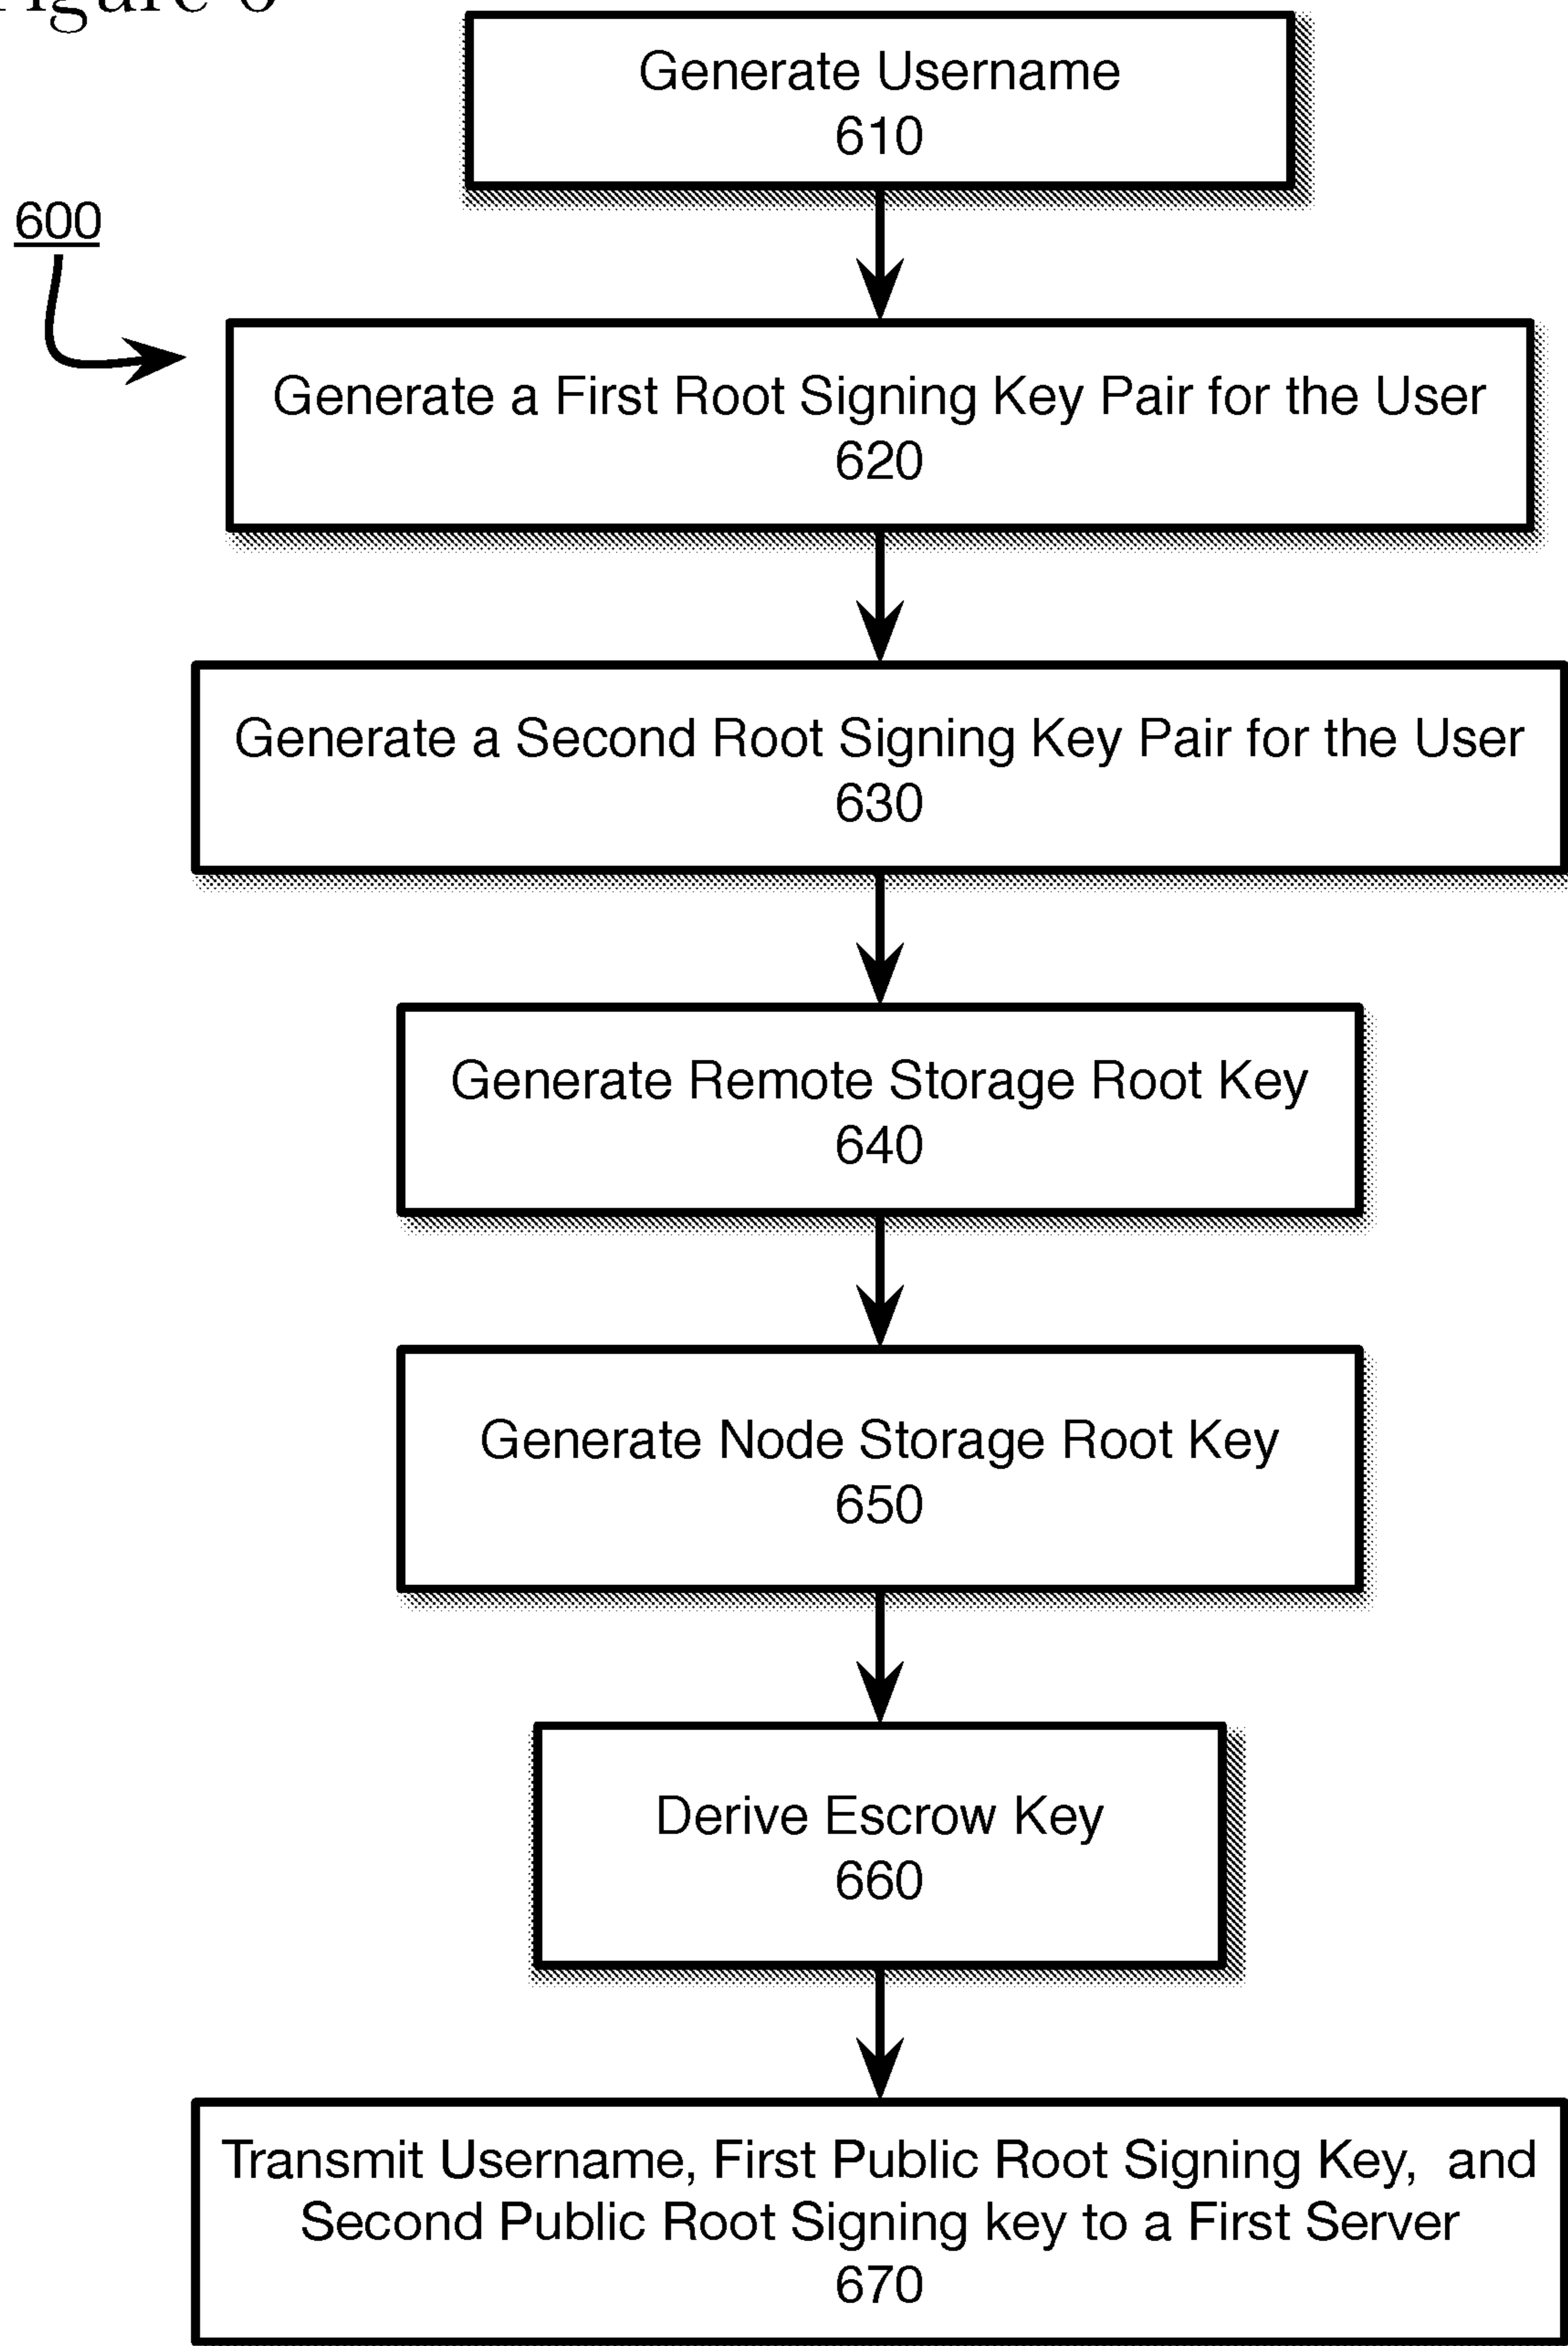 Figure 6
Generate Username
610
600
Generate a First Root Signing Key Pair for the User
620
Generate a Second Root Signing Key Pair for the User
630
Generate Remote Storage Root Key
640
Generate Node Storage Root Key
650
Derive Escrow Key
660
Transmit Username, First Public Root Signing Key,  and
Second Public Root Signing key to a First Server
670